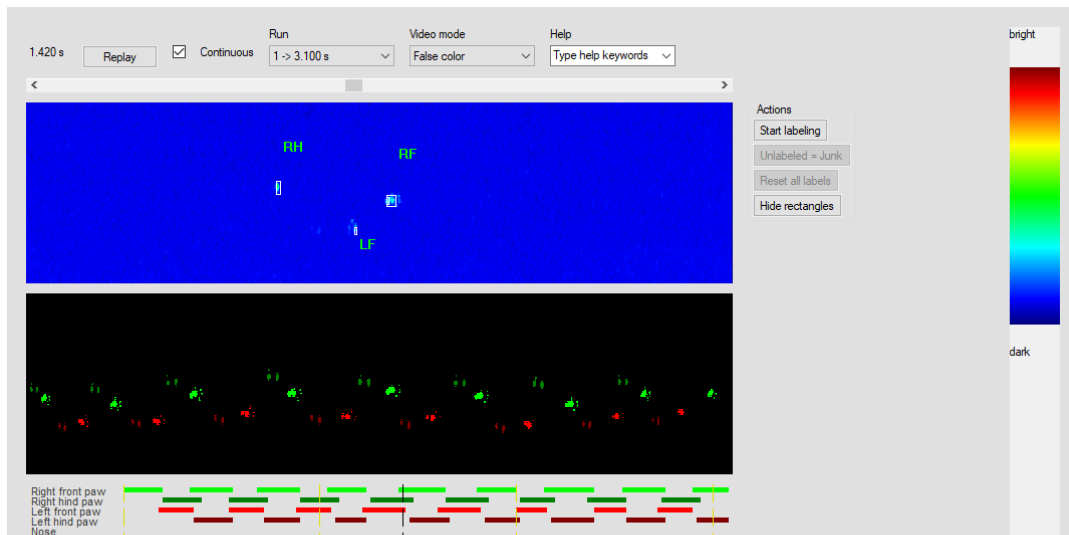 Run
Video mode
Help
bright
1.420 s
Replay
Continuous
1 -> 3.100 s
False color
Type help keywords
Actions
Start labeling
Unlabeled = Junk
Reset all labels
Hide rectangles
RH
RF
LF
dark
Right front paw
Right hind paw
Left front paw
Left hind paw
Nose